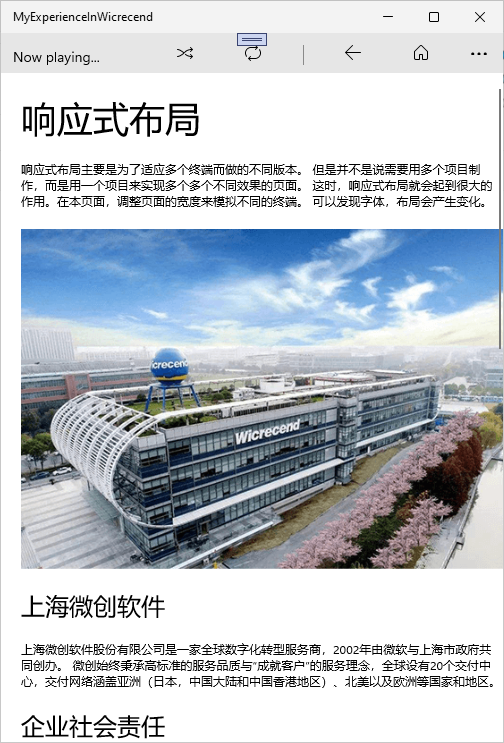 MyExperienceInWicrecend
Now playing...
响应式布局
响应式布局主要是为了适应多个终端而做的不同版本。 但是并不是说需要用多个项目制
作，而是用一个项目来实现多个多个不同效果的页面。 这时，响应式布局就会起到很大的
作用。在本页面，调整页面的宽度来模拟不同的终端。 可以发现字体，布局会产生变化。
Wicrecend
Wicrecend
上海微创软件
上海微创软件股份有限公司是一家全球数字化转型服务商，2002年由微软与上海市政府共
同创办。 微创始终秉承高标准的服务品质与“成就客户”的服务理念，全球设有20个交付中
心，交付网络涵盖亚洲（日本，中国大陆和中国香港地区）、北美以及欧洲等国家和地区。
企业社会责任